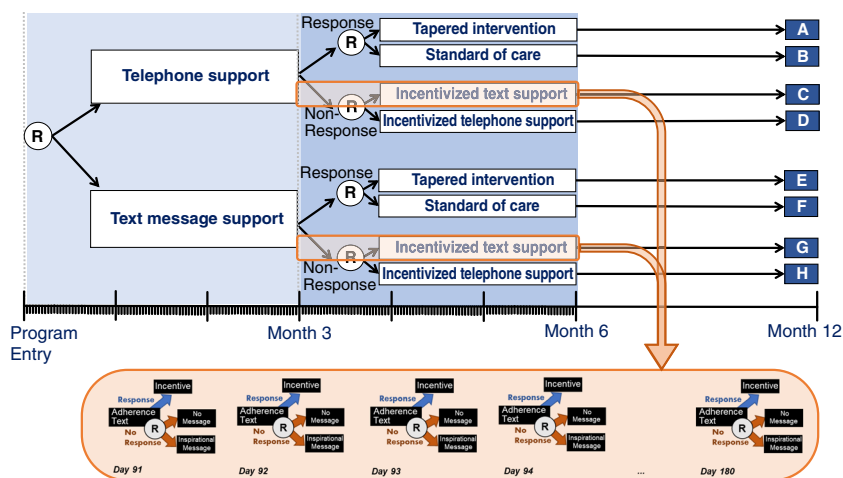 Response
R
Tapered intervention
A
Standard of care
B
Telephone support
Incentivized text support
C
R
Non-
Response
Incentivized telephone support
D
R
Response
R
Tapered intervention
E
Standard of care
F
Text message support
Incentivized text support
G
R
Non-
Response
Incentivized telephone support
H
Program
Entry
Month 3
Month 6
Month 12
Incentive
Response
Adherence
Text
No
Message
R
No
Response
Inspirational
Message
Day 91
Incentive
Response
Adherence
Text
No
Message
R
No
Response
Inspirational
Message
Day 92
Incentive
Response
Adherence
Text
No
Message
R
No
Response
Inspirational
Message
Day 93
Incentive
Response
Adherence
Text
No
Message
R
No
Response
Inspirational
Message
Day 94
...
Incentive
Response
Adherence
Text
No
Message
R
No
Response
Inspirational
Message
Day 180